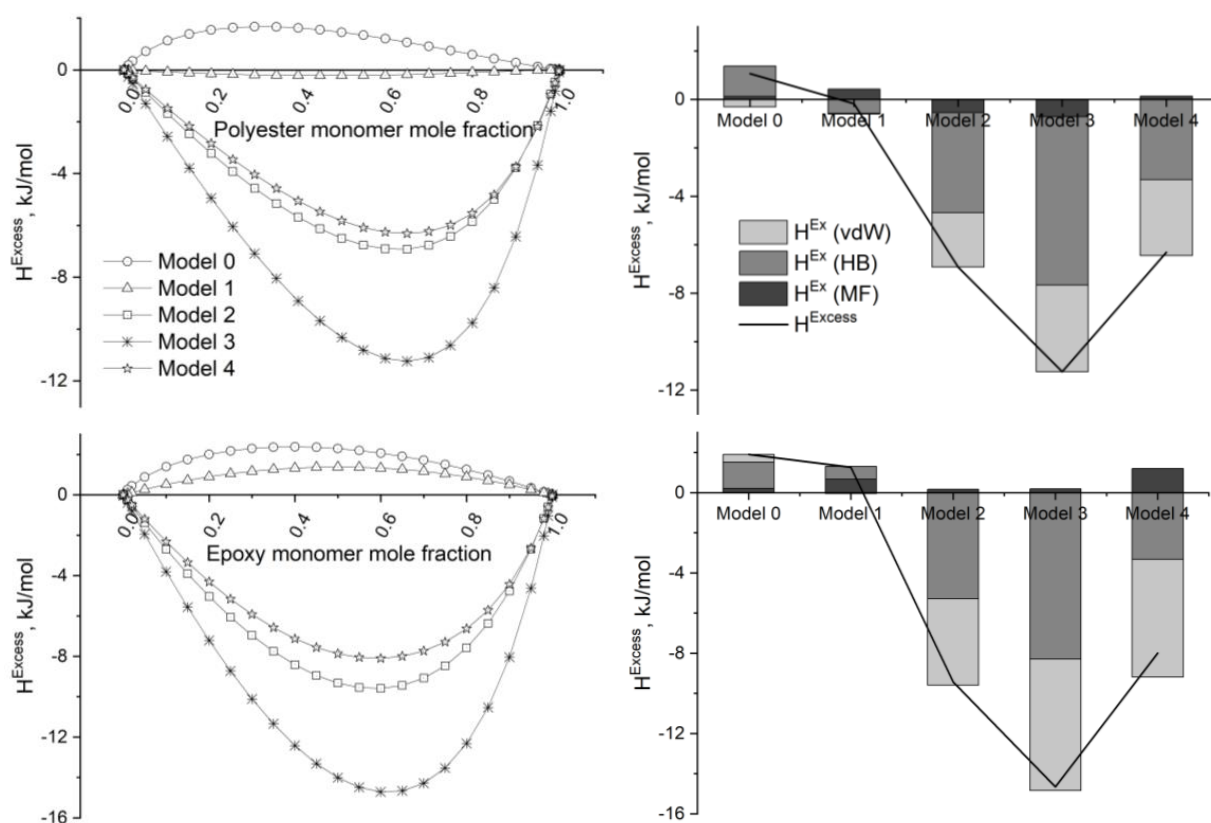 0
-4
-8
-12
H^Excess, kJ/mol
0.0
0.2
0.4
0.6
0.8
1.0
Polyester monomer mole fraction
Model 0
Model 1
Model 2
Model 3
Model 4
0
-4
-8
-12
H^Excess, kJ/mol
Model 0
Model 1
Model 2
Model 3
Model 4
H^Ex (vdW)
H^Ex (HB)
H^Ex (MF)
H^Excess
0
-4
-8
-12
-16
H^Excess, kJ/mol
0.0
0.2
0.4
0.6
0.8
1.0
Epoxy monomer mole fraction
0
-4
-8
-12
-16
H^Excess, kJ/mol
Model 0
Model 1
Model 2
Model 3
Model 4